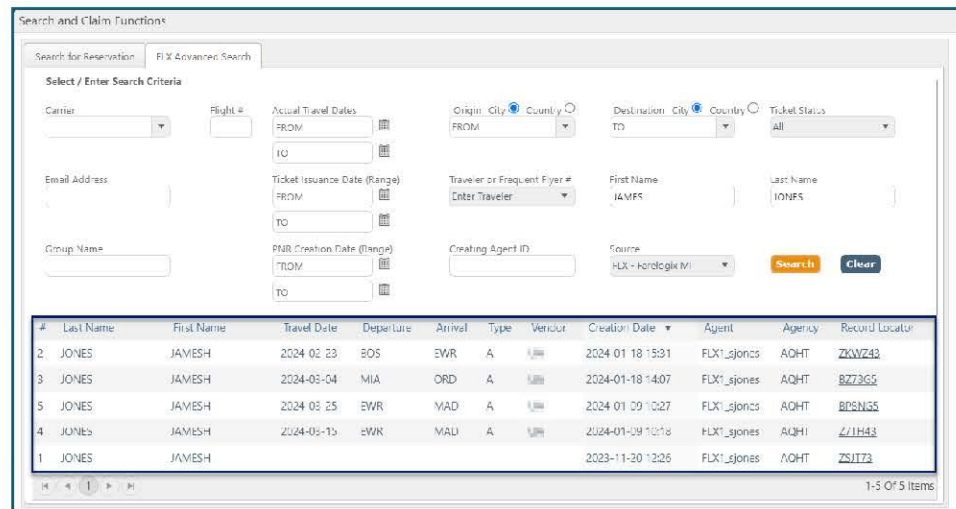 Search and Claim Functions
Search for Reservation FLX Advanced Search
Select / Enter Search Criteria
Carrier Flight # Actual Travel Dates Origin City Country Destination City Country Ticket Status
FROM FROM TO All
TO
Email Address Ticket Issuance Date (Range) Traveler or Frequent Flyer # First Name Last Name
FROM Enter Traveler JAMES JONES
TO
Group Name PNR Creation Date (Range) Creating Agent ID Source
FROM FLX - Farelogix MI Search Clear
TO
# Last Name First Name Travel Date Departure Arrival Type Vendor Creation Date Agent Agency Record Locator
2 JONES JAMESH 2024-02-23 BOS EWR A 2024-01-18 15:31 FLX1_sjones AQHT ZKWZ43
3 JONES JAMESH 2024-03-04 MIA ORD A 2024-01-18 14:07 FLX1_sjones AQHT BZ73G5
5 JONES JAMESH 2024-03-25 EWR MAD A 2024-01-09 10:27 FLX1_sjones AQHT BP8NG5
4 JONES JAMESH 2024-03-15 EWR MAD A 2024-01-09 10:18 FLX1_sjones AQHT Z7TH43
1 JONES JAMESH 2023-11-20 12:26 FLX1_sjones AQHT ZSJT73
1 1-5 Of 5 Items